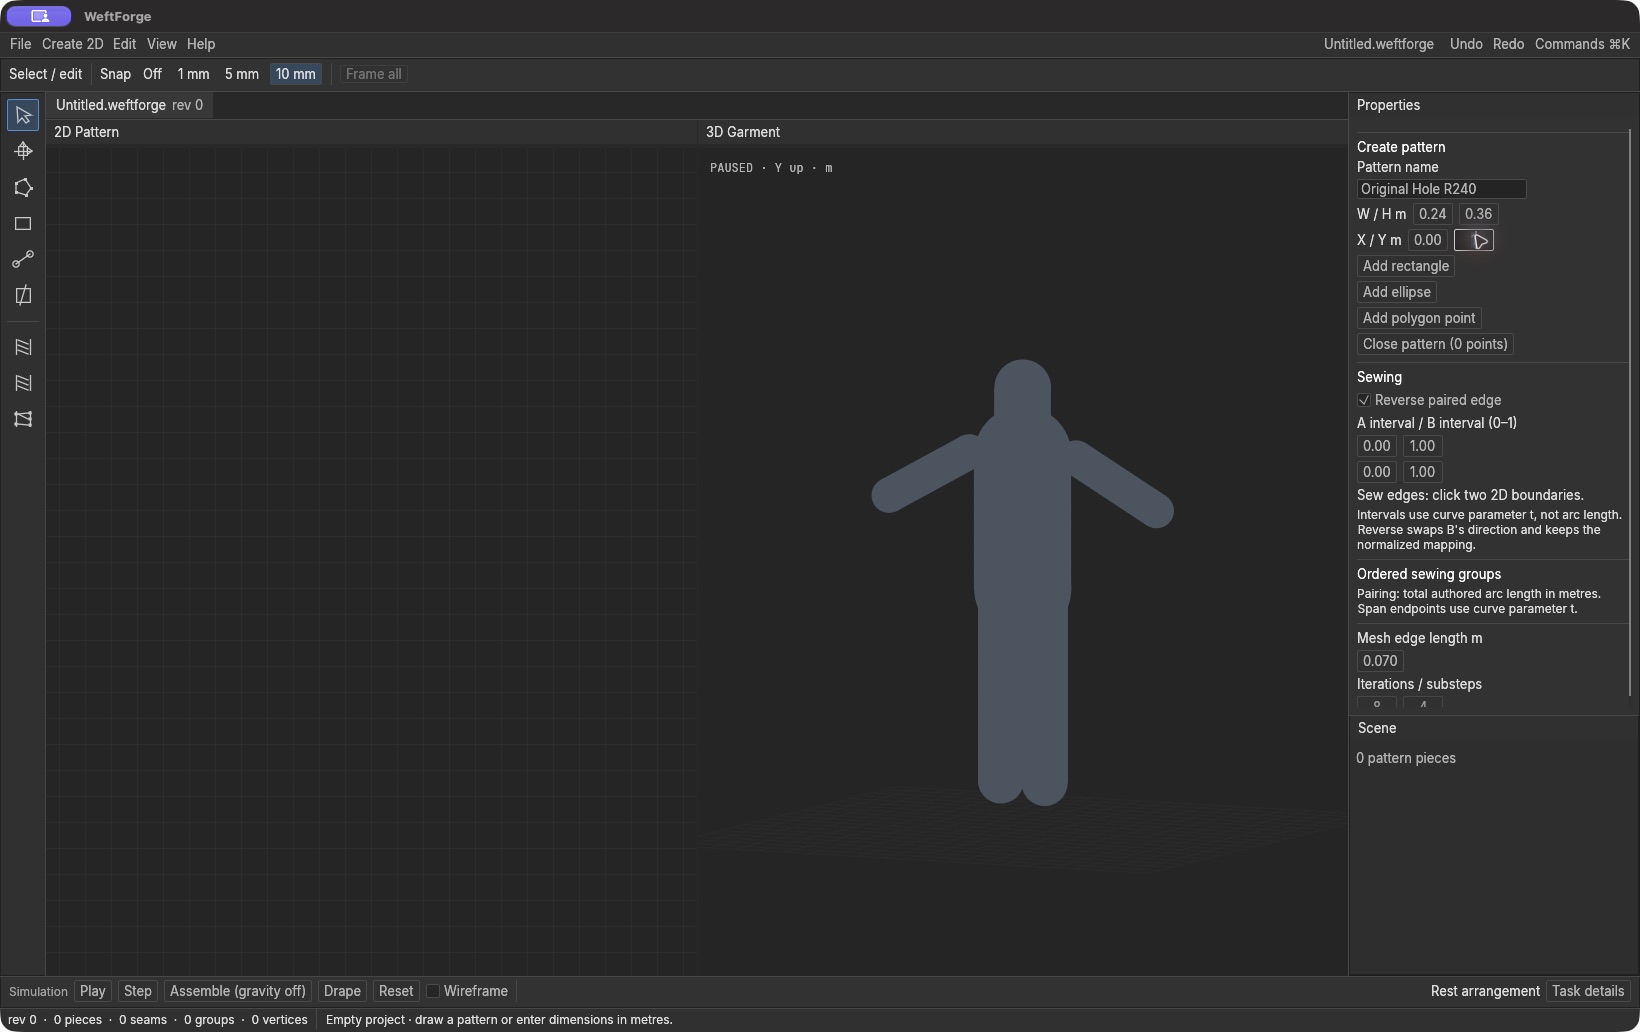 WeftForge
File Create 2D Edit View Help
Untitled.weftforge Undo Redo Commands ⌘K
Select / edit Snap Off 1 mm 5 mm 10 mm Frame all
Untitled.weftforge rev 0
2D Pattern
3D Garment
PAUSED · Y up · m
Properties
Create pattern
Pattern name
Original Hole R240
W / H m 0.24 0.36
X / Y m 0.00
Add rectangle
Add ellipse
Add polygon point
Close pattern (0 points)
Sewing
Reverse paired edge
A interval / B interval (0–1)
0.00 1.00
0.00 1.00
Sew edges: click two 2D boundaries.
Intervals use curve parameter t, not arc length.
Reverse swaps B's direction and keeps the
normalized mapping.
Ordered sewing groups
Pairing: total authored arc length in metres.
Span endpoints use curve parameter t.
Mesh edge length m
0.070
Iterations / substeps
Scene
0 pattern pieces
Simulation Play Step Assemble (gravity off) Drape Reset Wireframe
Rest arrangement Task details
rev 0 · 0 pieces · 0 seams · 0 groups · 0 vertices
Empty project · draw a pattern or enter dimensions in metres.